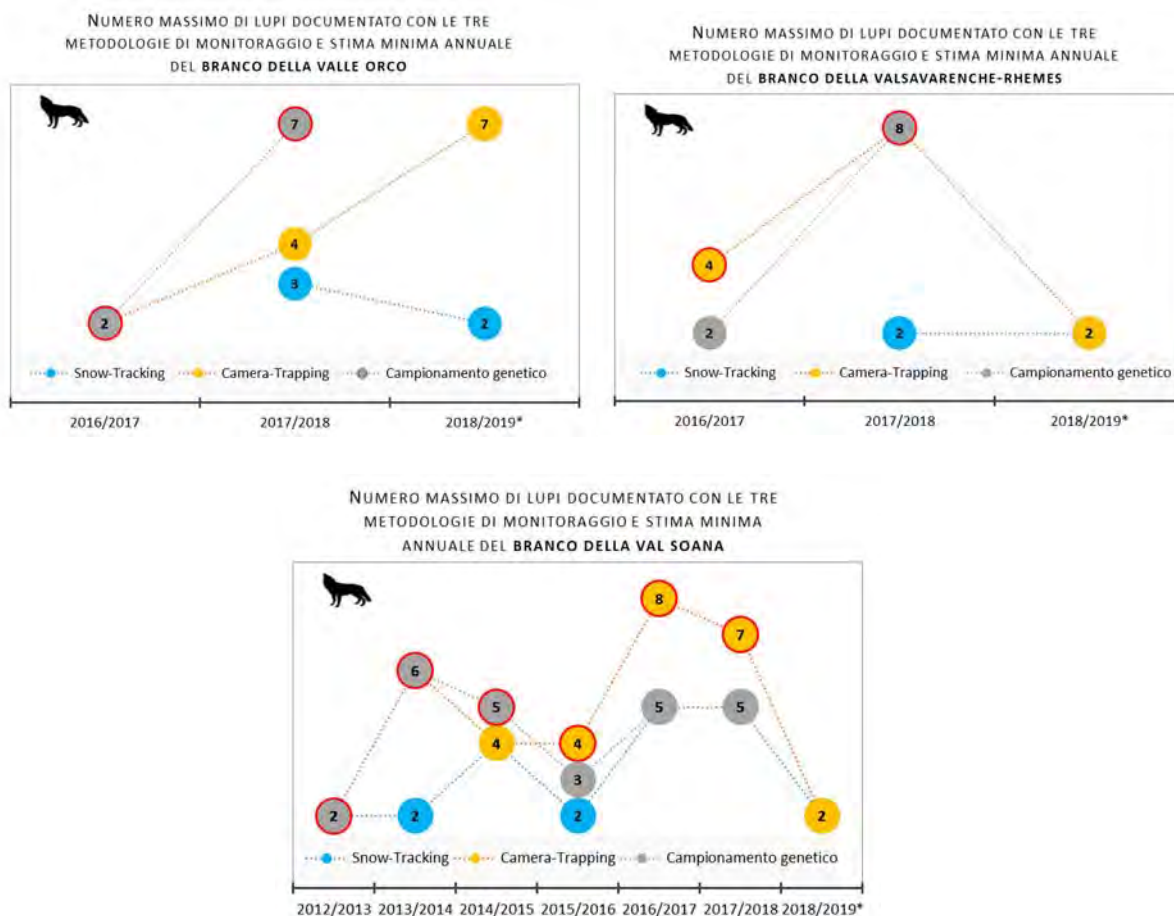 NUMERO MASSIMO DI LUPI DOCUMENTATO CON LE TRE
METODOLOGIE DI MONITORAGGIO E STIMA MINIMA ANNUALE
DEL BRANCO DELLA VALLE ORCO
7
7
4
3
2
2
Snow-Tracking
Camera-Trapping
Campionamento genetico
2016/2017
2017/2018
2018/2019*
NUMERO MASSIMO DI LUPI DOCUMENTATO CON LE TRE
METODOLOGIE DI MONITORAGGIO E STIMA MINIMA ANNUALE
DEL BRANCO DELLA VALSAVARENCHE-RHEMES
8
4
2
2
2
Snow-Tracking
Camera-Trapping
Campionamento genetico
2016/2017
2017/2018
2018/2019*
NUMERO MASSIMO DI LUPI DOCUMENTATO CON LE TRE
METODOLOGIE DI MONITORAGGIO E STIMA MINIMA
ANNUALE DEL BRANCO DELLA VAL SOANA
8
7
6
5
5
5
4
4
3
2
2
2
2
Snow-Tracking
Camera-Trapping
Campionamento genetico
2012/2013
2013/2014
2014/2015
2015/2016
2016/2017
2017/2018
2018/2019*